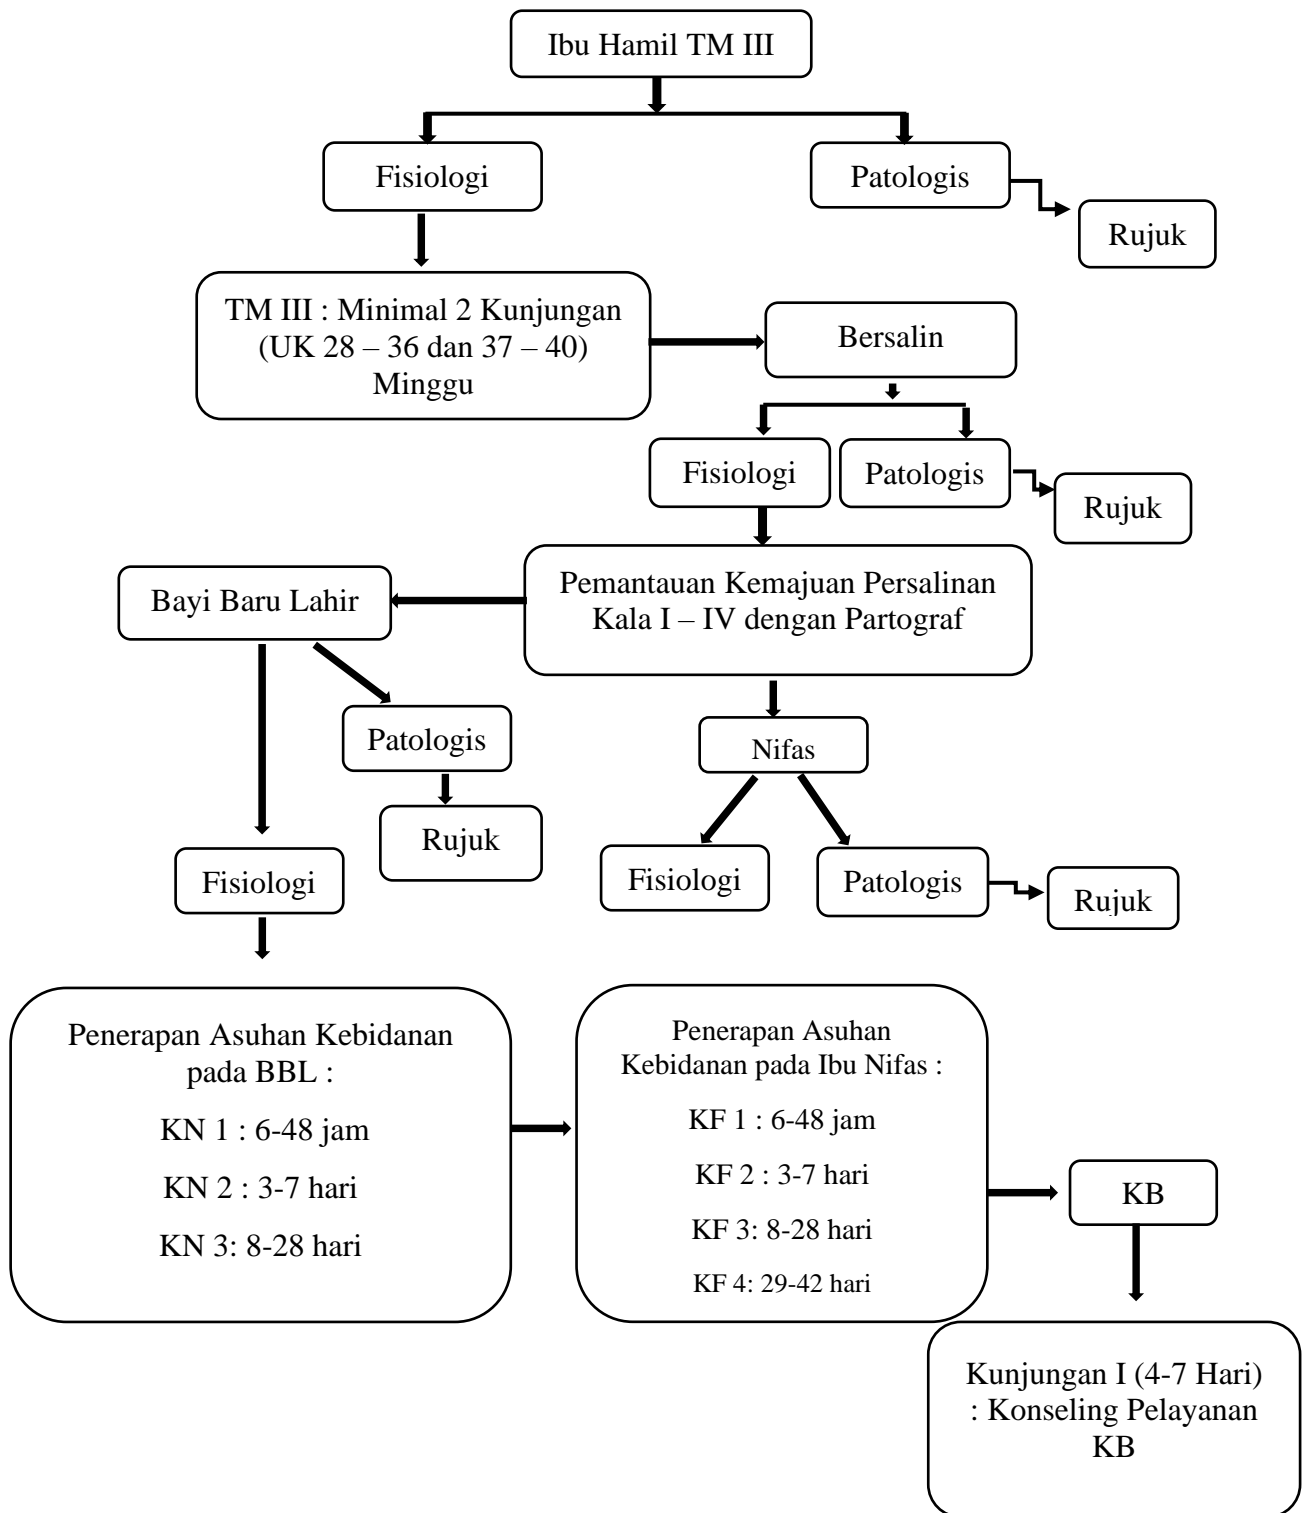 Ibu Hamil TM III
Fisiologi
Patologis
Rujuk
TM III : Minimal 2 Kunjungan
(UK 28 – 36 dan 37 – 40)
Minggu
Bersalin
Fisiologi
Patologis
Rujuk
Pemantauan Kemajuan Persalinan
Kala I – IV dengan Partograf
Bayi Baru Lahir
Patologis
Rujuk
Fisiologi
Nifas
Fisiologi
Patologis
Rujuk
Penerapan Asuhan Kebidanan
pada BBL :
KN 1 : 6-48 jam
KN 2 : 3-7 hari
KN 3: 8-28 hari
Penerapan Asuhan
Kebidanan pada Ibu Nifas :
KF 1 : 6-48 jam
KF 2 : 3-7 hari
KF 3: 8-28 hari
KF 4: 29-42 hari
KB
Kunjungan I (4-7 Hari)
: Konseling Pelayanan
KB